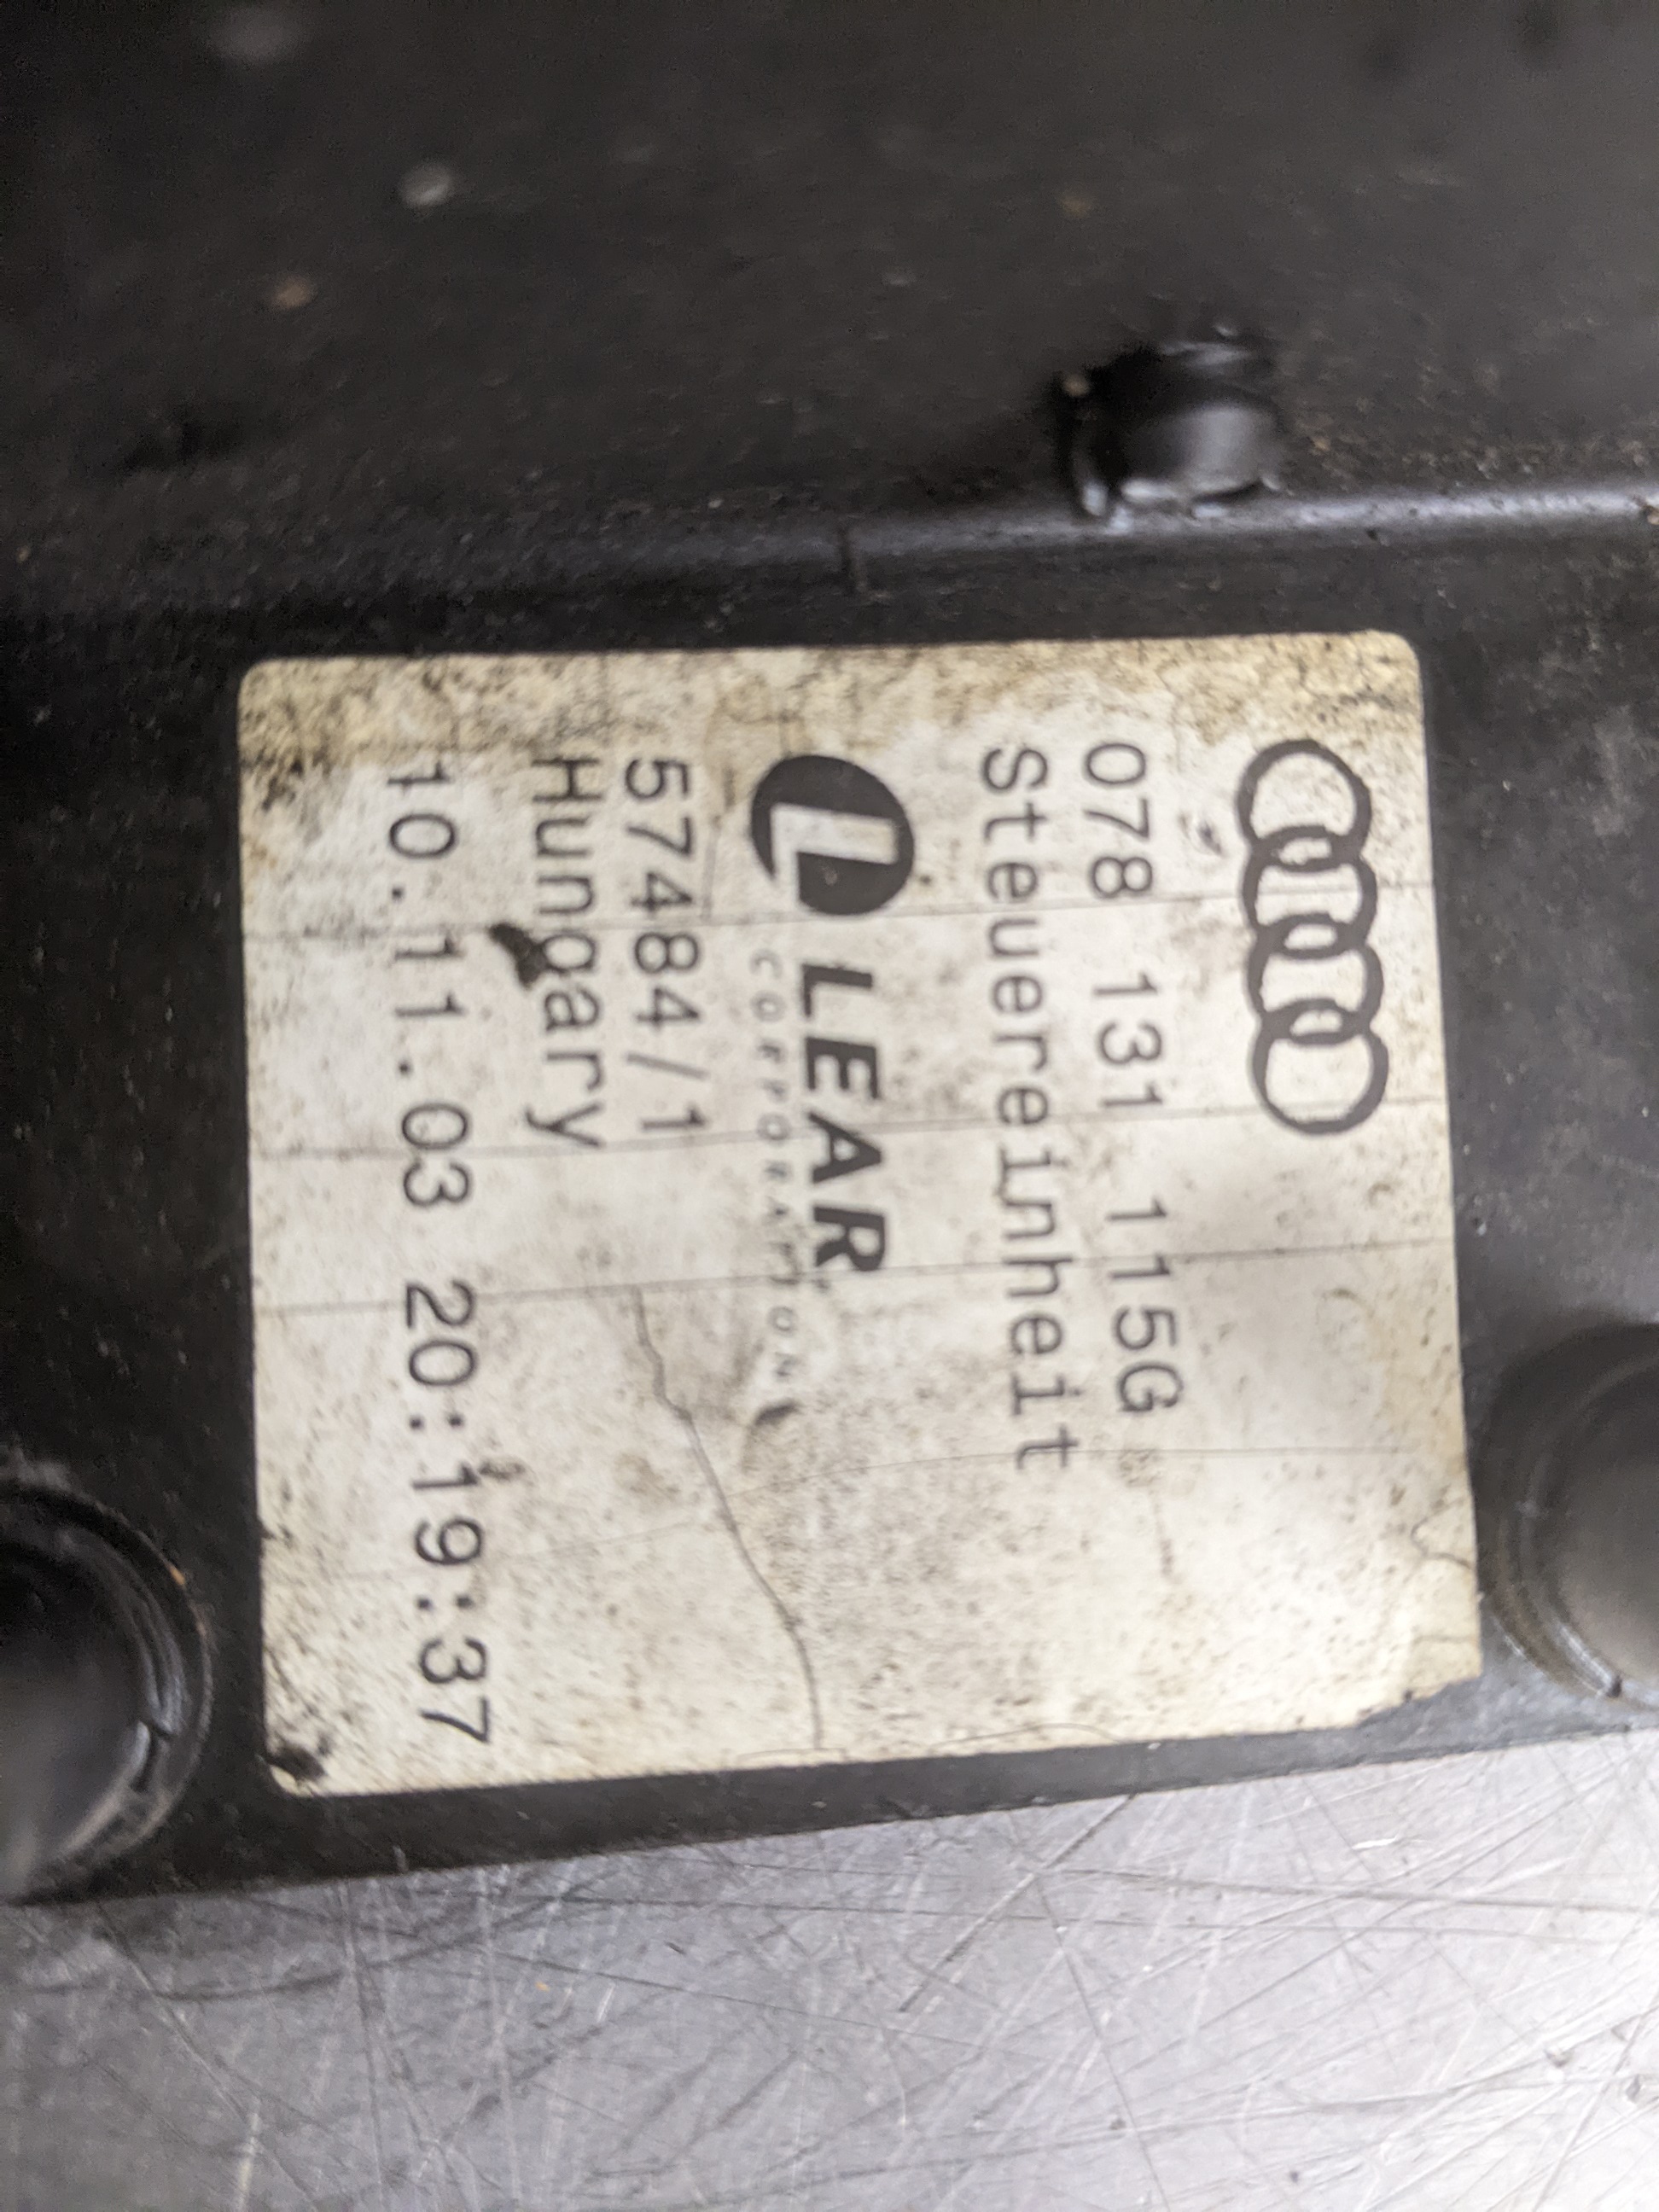 078 131 115G
Steuereinheit
LEAR
CORPORATION
57484/1
Hungary
10.11.03 20:19:37